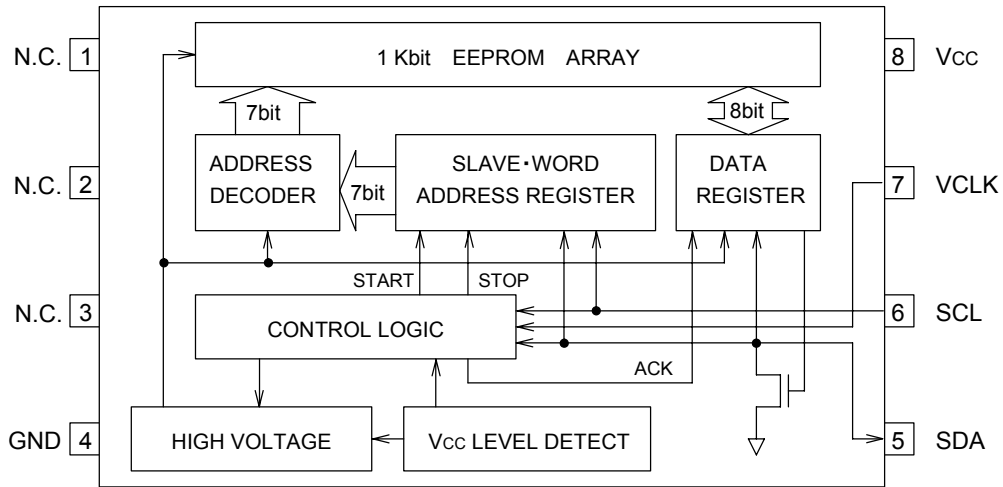 N.C. 1
1 Kbit EEPROM ARRAY
8 VCC
7bit
8bit
N.C. 2
ADDRESS
DECODER
7bit
SLAVE・WORD
ADDRESS REGISTER
DATA
REGISTER
7 VCLK
START
STOP
N.C. 3
CONTROL LOGIC
6 SCL
ACK
GND 4
HIGH VOLTAGE
VCC LEVEL DETECT
5 SDA